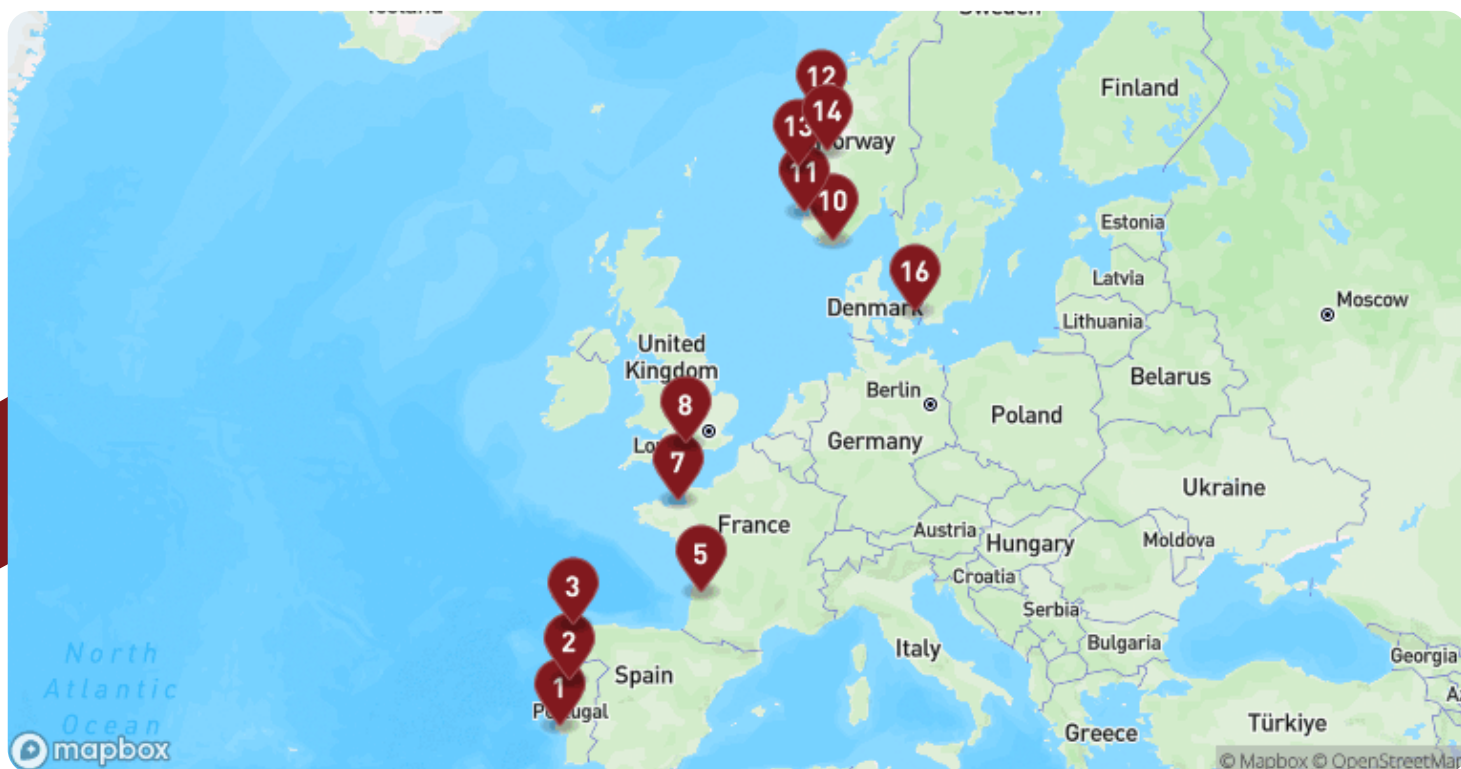 Iceland
Sweden
12
Finland
14
13
Norway
11
10
Estonia
16
Latvia
Moscow
Denmark
Lithuania
United
Kingdom
Belarus
8
Berlin
Poland
Germany
7
Ukraine
France
Austria
Moldova
Hungary
5
Croatia
3
Serbia
2
Bulgaria
Italy
North
Atlantic
Ocean
Spain
Georgia
1
Portugal
Türkiye
Greece
mapbox
© Mapbox © OpenStreetMap